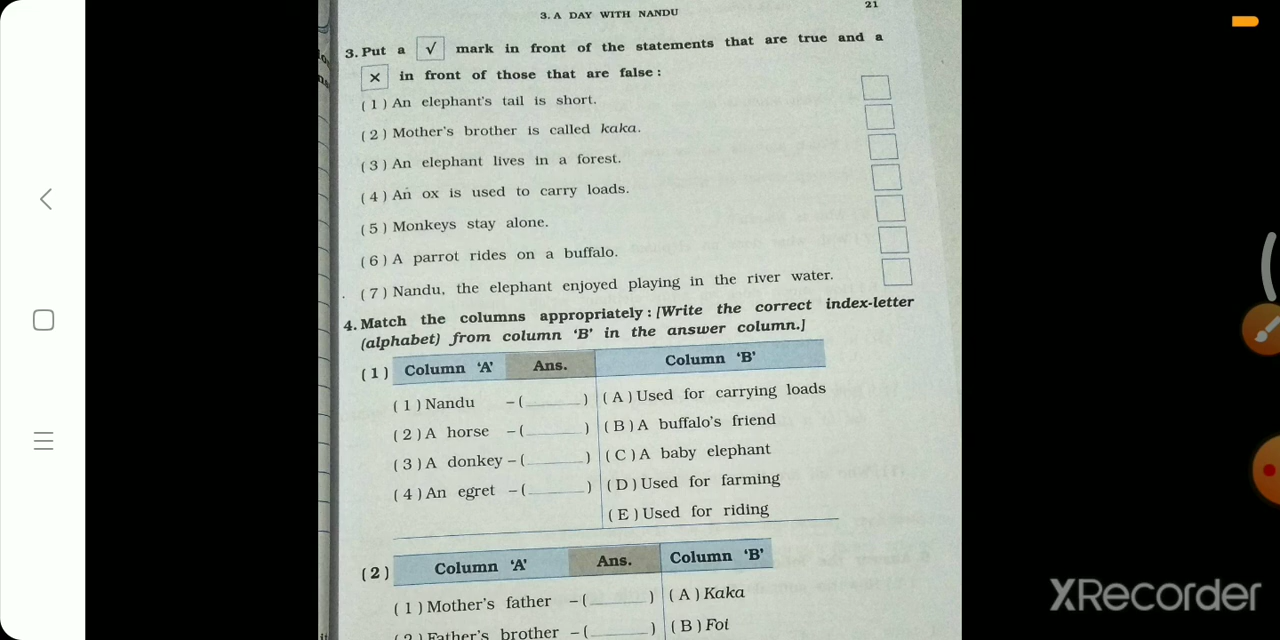 3. A DAY WITH NANDU 21
3. Put a √ mark in front of the statements that are true and a
× in front of those that are false :
( 1 ) An elephant's tail is short.
( 2 ) Mother's brother is called kaka.
( 3 ) An elephant lives in a forest.
( 4 ) An ox is used to carry loads.
( 5 ) Monkeys stay alone.
( 6 ) A parrot rides on a buffalo.
( 7 ) Nandu, the elephant enjoyed playing in the river water.
4. Match the columns appropriately : [Write the correct index-letter
(alphabet) from column 'B' in the answer column.]
( 1 ) Column 'A' Ans. Column 'B'
( 1 ) Nandu – ( ______ ) ( A ) Used for carrying loads
( 2 ) A horse – ( ______ ) ( B ) A buffalo's friend
( 3 ) A donkey – ( ______ ) ( C ) A baby elephant
( 4 ) An egret – ( ______ ) ( D ) Used for farming
( E ) Used for riding
( 2 ) Column 'A' Ans. Column 'B'
( 1 ) Mother's father – ( ______ ) ( A ) Kaka
( 2 ) Father's brother – ( ______ ) ( B ) Foi
XRecorder